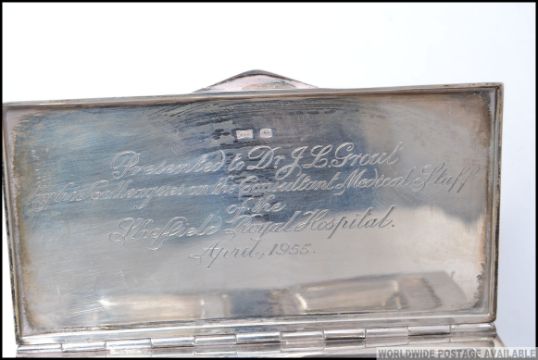 Presented to Dr J. L. Grout
by his Colleagues on the Consultant Medical Staff
of the
Sheffield Royal Hospital.
April, 1955.
WORLDWIDE POSTAGE AVAILABLE